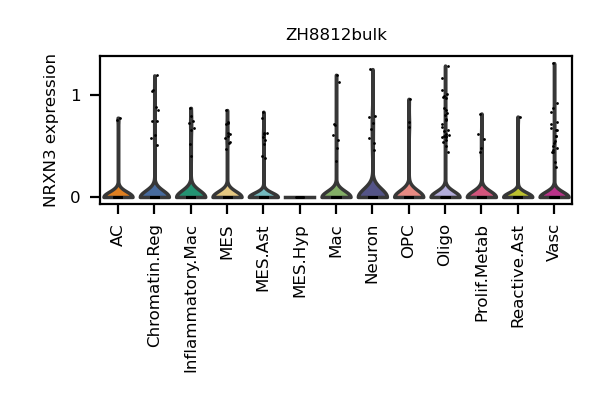 ZH8812bulk
NRXN3 expression
1
0
AC
Chromatin.Reg
Inflammatory.Mac
MES
MES.Ast
MES.Hyp
Mac
Neuron
OPC
Oligo
Prolif.Metab
Reactive.Ast
Vasc